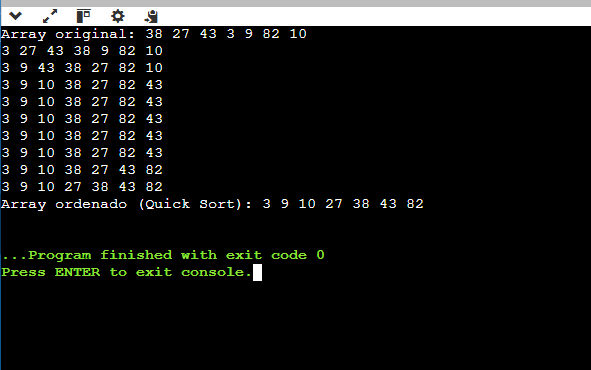 Array original: 38 27 43 3 9 82 10
3 27 43 38 9 82 10
3 9 43 38 27 82 10
3 9 10 38 27 82 43
3 9 10 38 27 82 43
3 9 10 38 27 82 43
3 9 10 38 27 82 43
3 9 10 38 27 82 43
3 9 10 38 27 43 82
3 9 10 27 38 43 82
Array ordenado (Quick Sort): 3 9 10 27 38 43 82
...Program finished with exit code 0
Press ENTER to exit console.